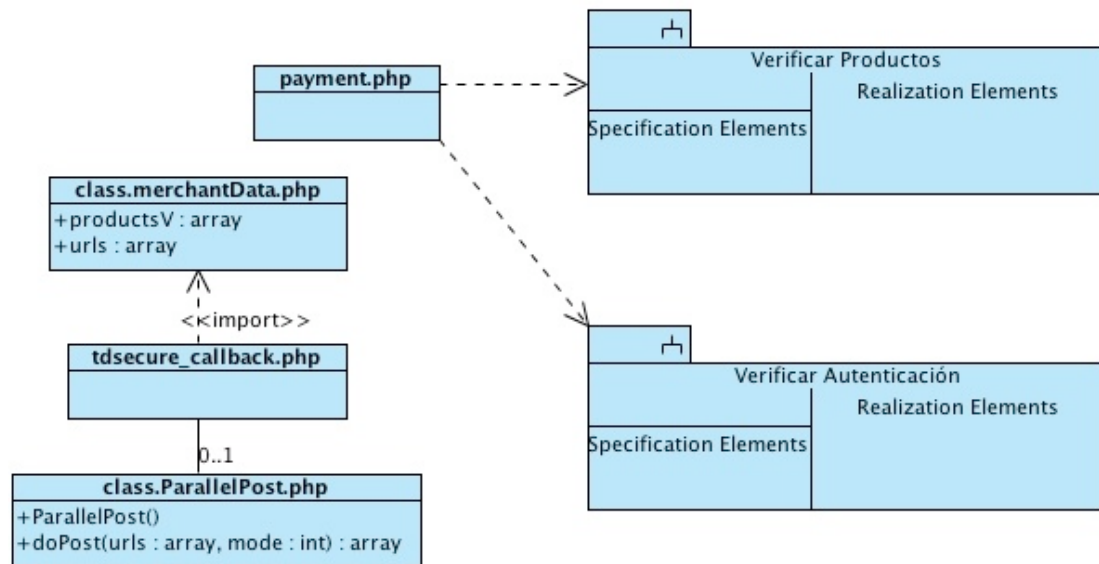 payment.php
Verificar Productos
Realization Elements
Specification Elements
class.merchantData.php
+productsV : array
+urls : array
<<import>>
tdsecure_callback.php
0..1
class.ParallelPost.php
+ParallelPost()
+doPost(urls : array, mode : int) : array
Verificar Autenticación
Realization Elements
Specification Elements